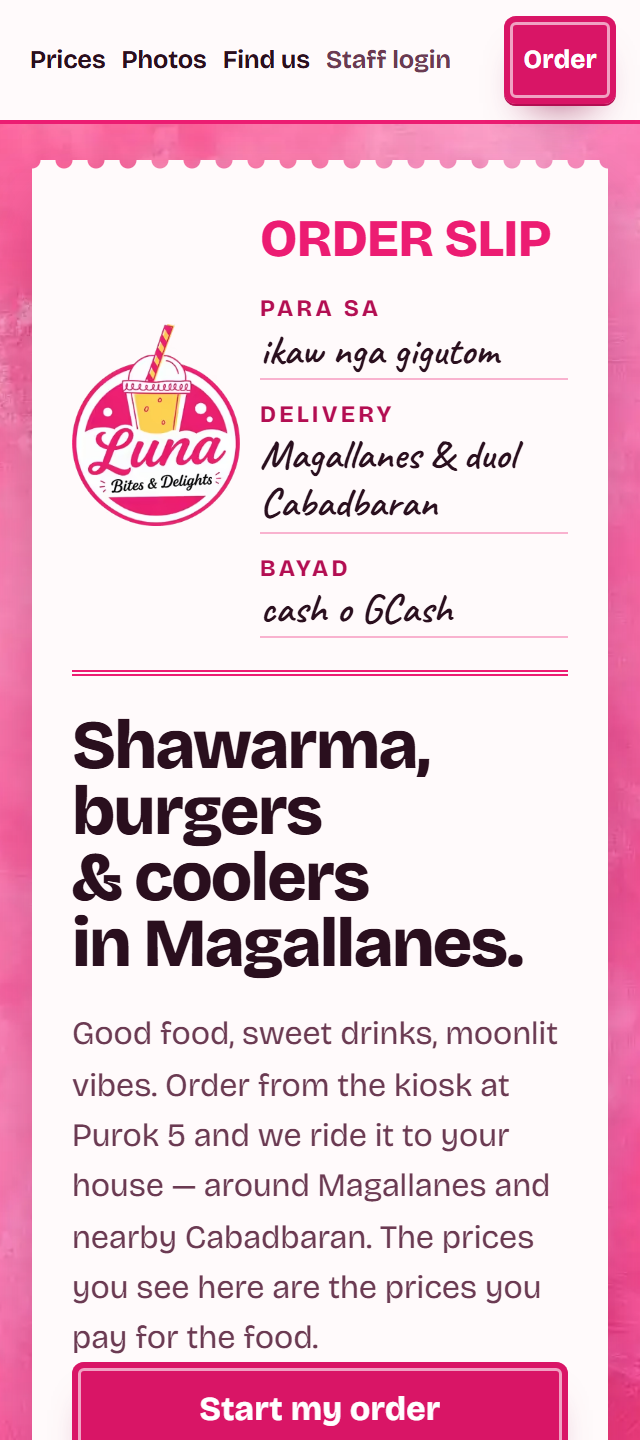 Prices Photos Find us Staff login Order
ORDER SLIP
PARA SA
ikaw nga gigutom
DELIVERY
Magallanes & duol
Cabadbaran
BAYAD
cash o GCash
Luna
Bites & Delights
Shawarma,
burgers
& coolers
in Magallanes.
Good food, sweet drinks, moonlit
vibes. Order from the kiosk at
Purok 5 and we ride it to your
house — around Magallanes and
nearby Cabadbaran. The prices
you see here are the prices you
pay for the food.
Start my order